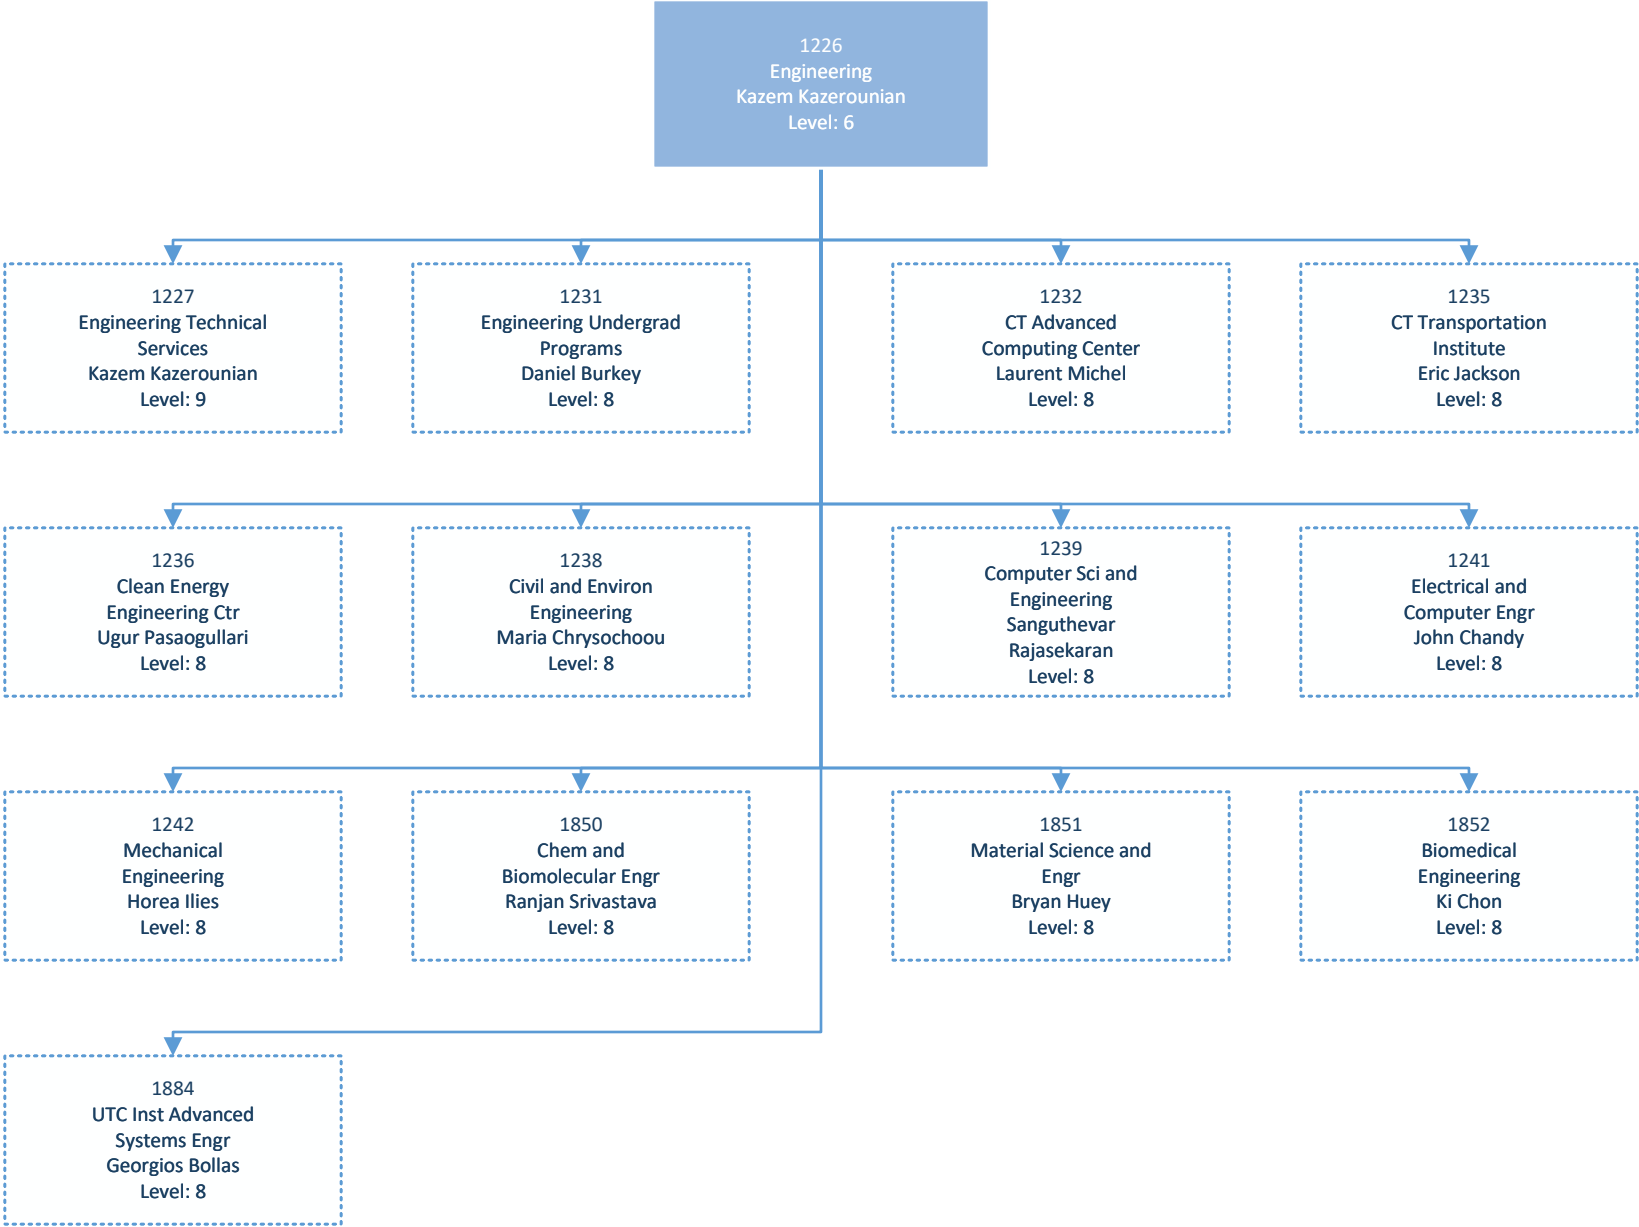 1226
Engineering
Kazem Kazerounian
Level: 6
1227
Engineering Technical
Services
Kazem Kazerounian
Level: 9
1231
Engineering Undergrad
Programs
Daniel Burkey
Level: 8
1232
CT Advanced
Computing Center
Laurent Michel
Level: 8
1235
CT Transportation
Institute
Eric Jackson
Level: 8
1236
Clean Energy
Engineering Ctr
Ugur Pasaogullari
Level: 8
1238
Civil and Environ
Engineering
Maria Chrysochoou
Level: 8
1239
Computer Sci and
Engineering
Sanguthevar
Rajasekaran
Level: 8
1241
Electrical and
Computer Engr
John Chandy
Level: 8
1242
Mechanical
Engineering
Horea Ilies
Level: 8
1850
Chem and
Biomolecular Engr
Ranjan Srivastava
Level: 8
1851
Material Science and
Engr
Bryan Huey
Level: 8
1852
Biomedical
Engineering
Ki Chon
Level: 8
1884
UTC Inst Advanced
Systems Engr
Georgios Bollas
Level: 8